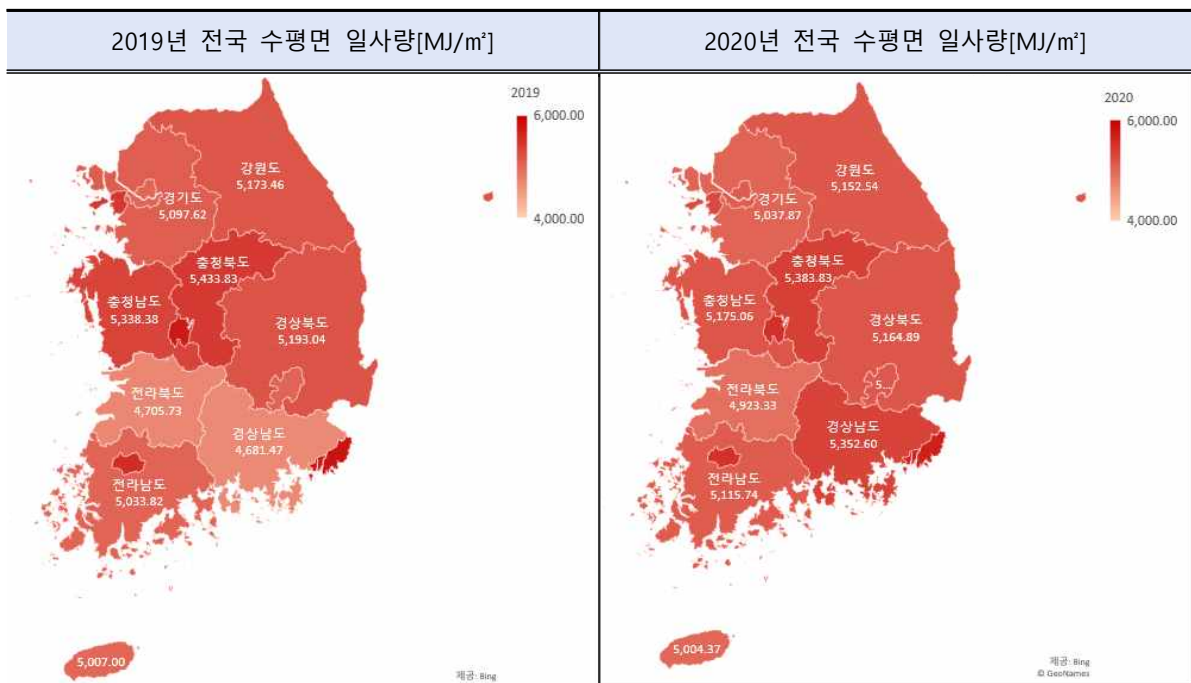 2019년 전국 수평면 일사량[MJ/㎡]
2019
6,000.00
4,000.00
강원도
5,173.46
경기도
5,097.62
충청북도
5,433.83
충청남도
5,338.38
경상북도
5,193.04
전라북도
4,705.73
경상남도
4,681.47
전라남도
5,033.82
5,007.00
제공: Bing
2020년 전국 수평면 일사량[MJ/㎡]
2020
6,000.00
4,000.00
강원도
5,152.54
경기도
5,037.87
충청북도
5,383.83
충청남도
5,175.06
경상북도
5,164.89
5...
전라북도
4,923.33
경상남도
5,352.60
전라남도
5,115.74
5,004.37
제공: Bing
© GeoNames